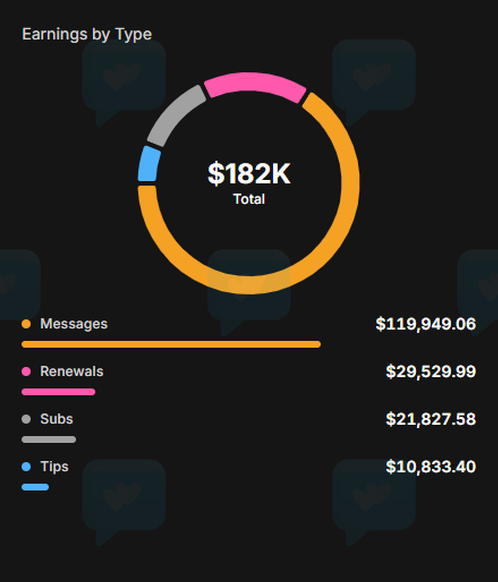 Earnings by Type
$182K
Total
Messages $119,949.06
Renewals $29,529.99
Subs $21,827.58
Tips $10,833.40